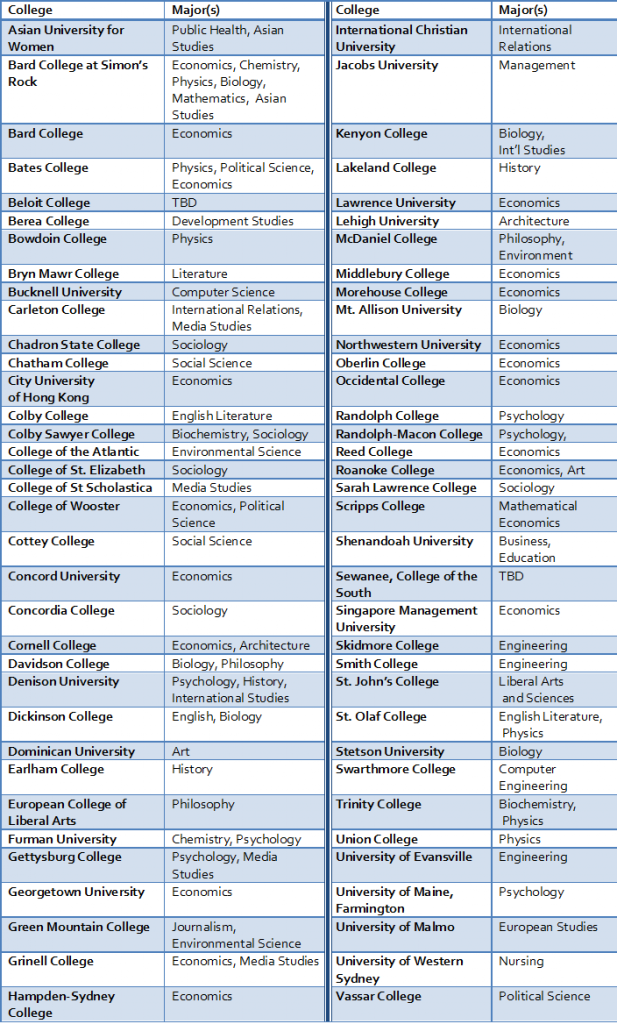 College Major(s) College Major(s)
Asian University for Public Health, Asian International Christian International
Women Studies University Relations
Bard College at Simon’s Economics, Chemistry, Jacobs University Management
Rock Physics, Biology,
Mathematics, Asian
Studies
Bard College Economics Kenyon College Biology,
Int’l Studies
Bates College Physics, Political Science, Lakeland College History
Economics
Beloit College TBD Lawrence University Economics
Berea College Development Studies Lehigh University Architecture
Bowdoin College Physics McDaniel College Philosophy,
Environment
Bryn Mawr College Literature Middlebury College Economics
Bucknell University Computer Science Morehouse College Economics
Carleton College International Relations, Mt. Allison University Biology
Media Studies
Chadron State College Sociology Northwestern University Economics
Chatham College Social Science Oberlin College Economics
City University Economics Occidental College Economics
of Hong Kong
Colby College English Literature Randolph College Psychology
Colby Sawyer College Biochemistry, Sociology Randolph-Macon College Psychology,
College of the Atlantic Environmental Science Reed College Economics
College of St. Elizabeth Sociology Roanoke College Economics, Art
College of St Scholastica Media Studies Sarah Lawrence College Sociology
College of Wooster Economics, Political Scripps College Mathematical
Science Economics
Cottey College Social Science Shenandoah University Business,
Education
Concord University Economics Sewanee, College of the TBD
South
Concordia College Sociology Singapore Management Economics
University
Cornell College Economics, Architecture Skidmore College Engineering
Davidson College Biology, Philosophy Smith College Engineering
Denison University Psychology, History, St. John’s College Liberal Arts
International Studies and Sciences
Dickinson College English, Biology St. Olaf College English Literature,
Physics
Dominican University Art Stetson University Biology
Earlham College History Swarthmore College Computer
Engineering
European College of Philosophy Trinity College Biochemistry,
Liberal Arts Physics
Furman University Chemistry, Psychology Union College Physics
Gettysburg College Psychology, Media University of Evansville Engineering
Studies
Georgetown University Economics University of Maine, Psychology
Farmington
Green Mountain College Journalism, University of Malmo European Studies
Environmental Science
Grinell College Economics, Media Studies University of Western Nursing
Sydney
Hampden-Sydney Economics Vassar College Political Science
College